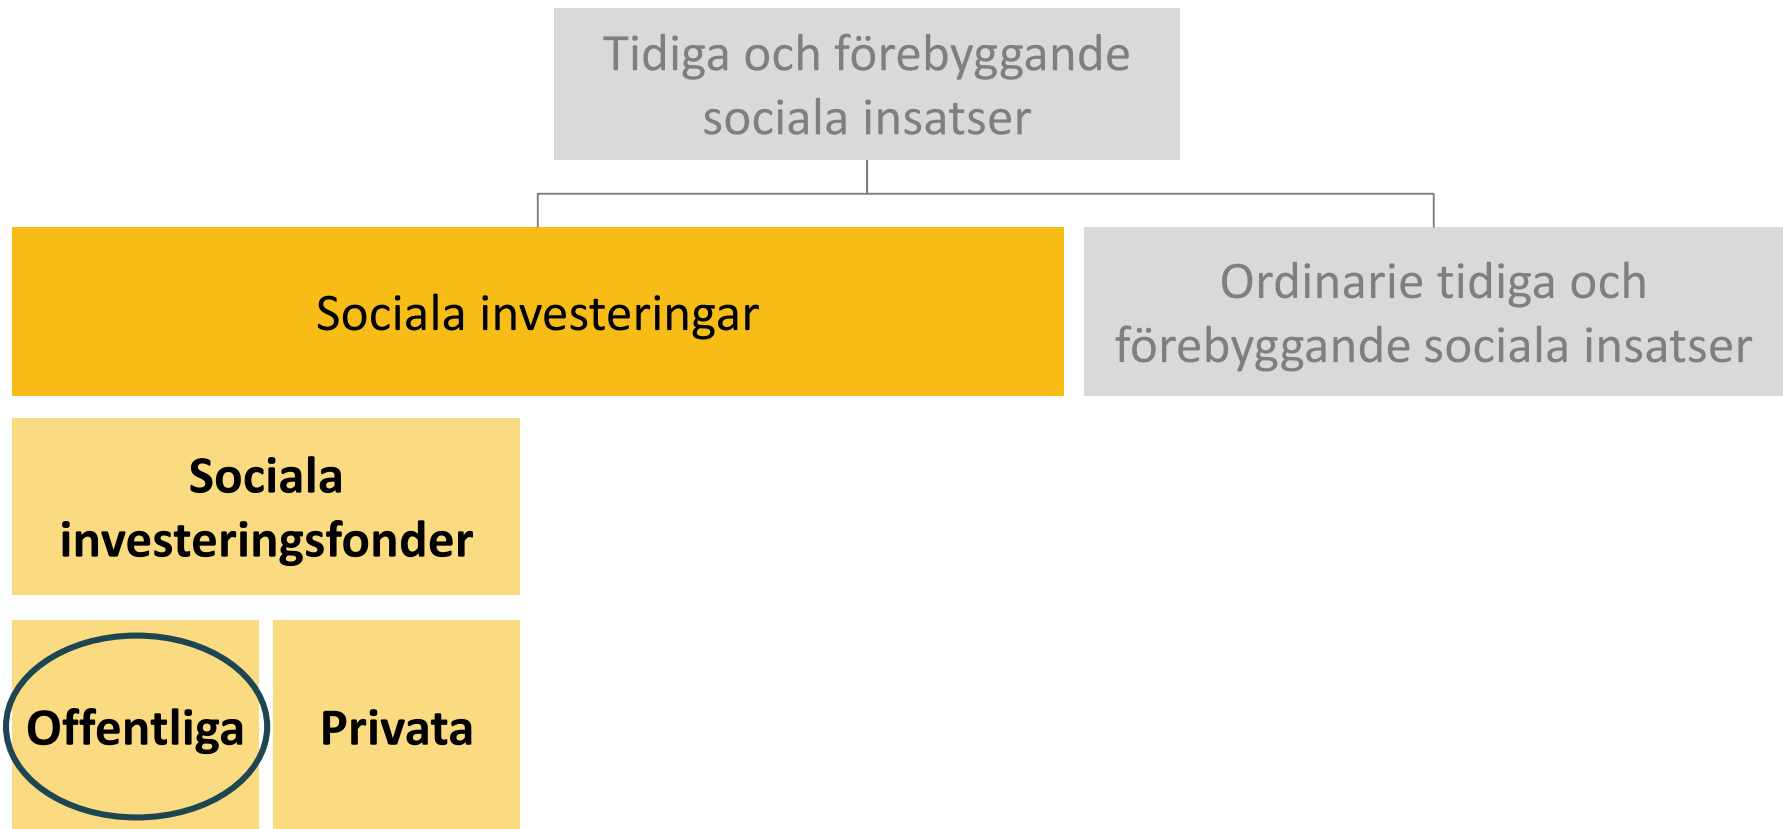 Tidiga och förebyggande
sociala insatser
Sociala investeringar
Ordinarie tidiga och
förebyggande sociala insatser
Sociala
investeringsfonder
Offentliga
Privata